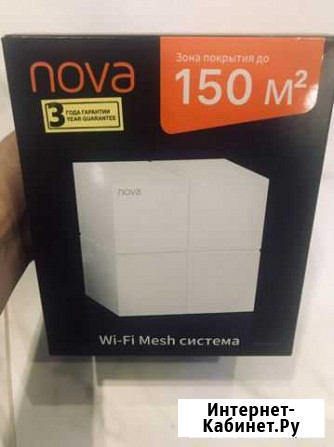 nova
Зона покрытия до
150 м²
3 ГОДА ГАРАНТИИ
YEAR GUARANTEE
nova
Wi-Fi Mesh система
Интернет-
Кабинет.Ру